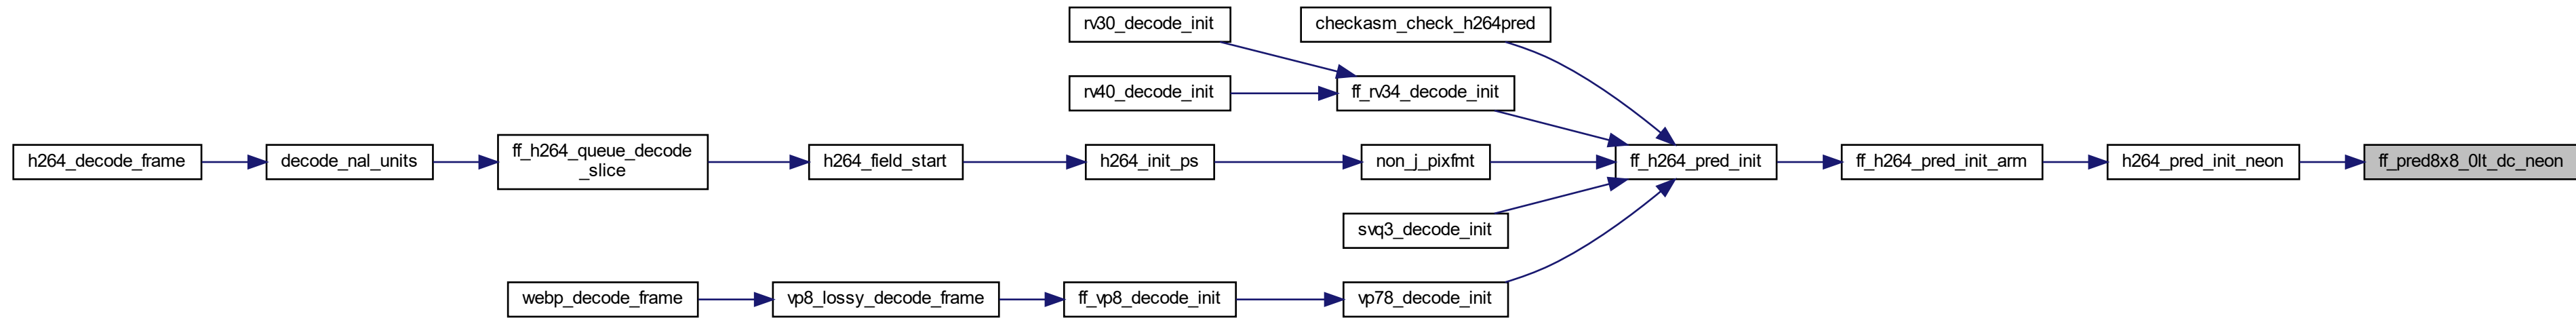 rv30_decode_init
checkasm_check_h264pred
rv40_decode_init
ff_rv34_decode_init
h264_decode_frame
decode_nal_units
ff_h264_queue_decode
_slice
h264_field_start
h264_init_ps
non_j_pixfmt
ff_h264_pred_init
ff_h264_pred_init_arm
h264_pred_init_neon
ff_pred8x8_0lt_dc_neon
svq3_decode_init
webp_decode_frame
vp8_lossy_decode_frame
ff_vp8_decode_init
vp78_decode_init